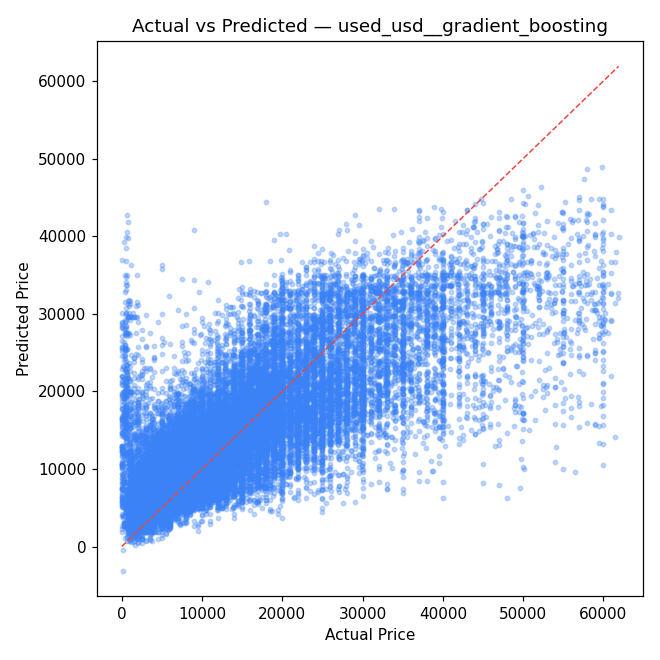 Actual vs Predicted — used_usd__gradient_boosting
60000
50000
40000
30000
20000
10000
0
Predicted Price
0 10000 20000 30000 40000 50000 60000
Actual Price